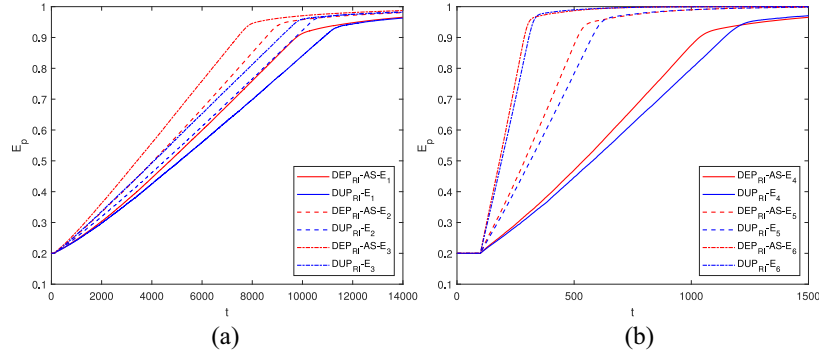 1
0.9
0.8
0.7
0.6
0.5
0.4
0.3
0.2
0.1
E_p
0 2000 4000 6000 8000 10000 12000 14000
t
DEP_RI-AS-E_1
DUP_RI-E_1
DEP_RI-AS-E_2
DUP_RI-E_2
DEP_RI-AS-E_3
DUP_RI-E_3
(a)
1
0.9
0.8
0.7
0.6
0.5
0.4
0.3
0.2
0.1
E_p
0 500 1000 1500
t
DEP_RI-AS-E_4
DUP_RI-E_4
DEP_RI-AS-E_5
DUP_RI-E_5
DEP_RI-AS-E_6
DUP_RI-E_6
(b)